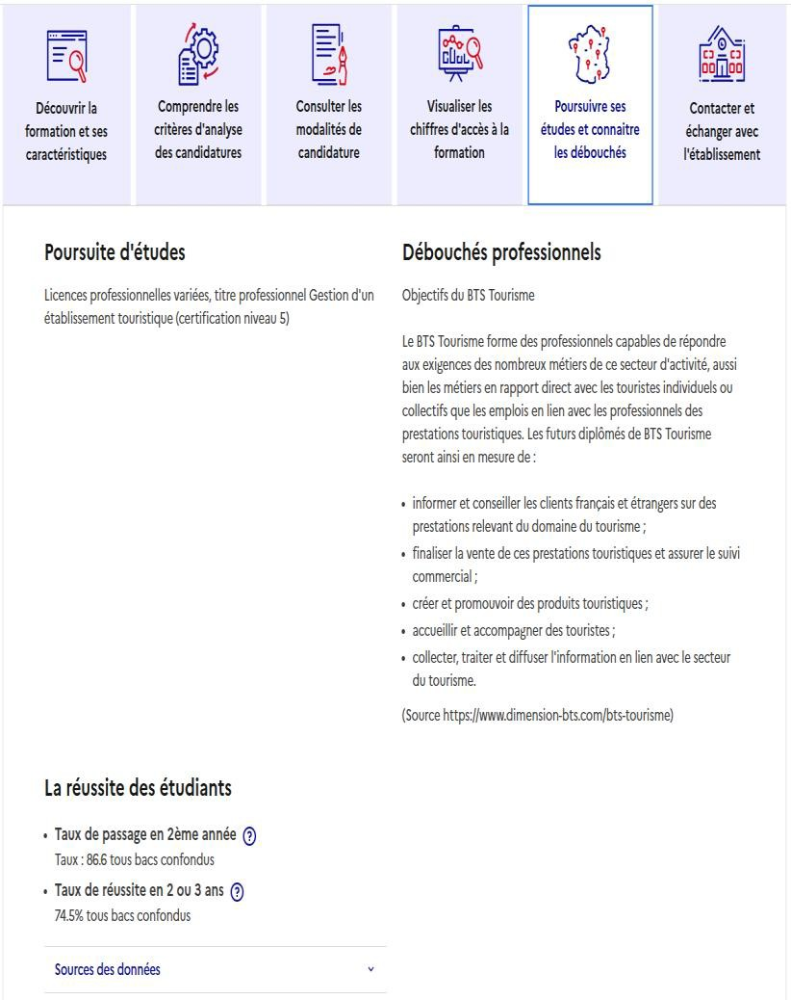 Découvrir la
formation et ses
caractéristiques
Comprendre les
critères d'analyse
des candidatures
Consulter les
modalités de
candidature
Visualiser les
chiffres d'accès à la
formation
Poursuivre ses
études et connaitre
les débouchés
Contacter et
échanger avec
l'établissement
Poursuite d'études
Licences professionnelles variées, titre professionnel Gestion d'un
établissement touristique (certification niveau 5)
Débouchés professionnels
Objectifs du BTS Tourisme
Le BTS Tourisme forme des professionnels capables de répondre
aux exigences des nombreux métiers de ce secteur d'activité, aussi
bien les métiers en rapport direct avec les touristes individuels ou
collectifs que les emplois en lien avec les professionnels des
prestations touristiques. Les futurs diplômés de BTS Tourisme
seront ainsi en mesure de :
• informer et conseiller les clients français et étrangers sur des
prestations relevant du domaine du tourisme ;
• finaliser la vente de ces prestations touristiques et assurer le suivi
commercial ;
• créer et promouvoir des produits touristiques ;
• accueillir et accompagner des touristes ;
• collecter, traiter et diffuser l'information en lien avec le secteur
du tourisme.
(Source https://www.dimension-bts.com/bts-tourisme)
La réussite des étudiants
• Taux de passage en 2ème année ?
Taux : 86.6 tous bacs confondus
• Taux de réussite en 2 ou 3 ans ?
74.5% tous bacs confondus
Sources des données